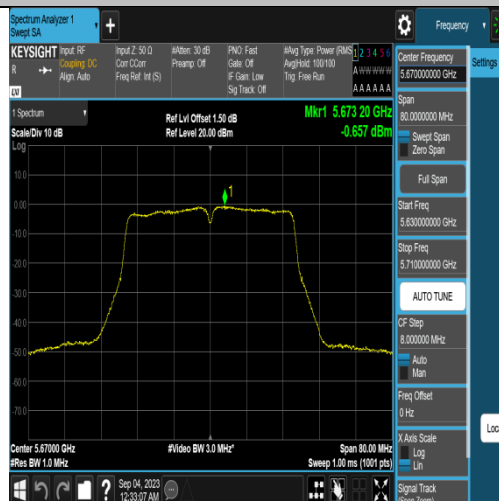 Spectrum Analyzer 1
Swept SA
Frequency
KEYSIGHT
R
Input: RF
Coupling: DC
Align: Auto
Input Z: 50 Ω
Corr CCorr
Freq Ref: Int (S)
#Atten: 30 dB
Preamp: Off
PNO: Fast
Gate: Off
IF Gain: Low
Sig Track: Off
#Avg Type: Power (RMS
Avg|Hold: 100/100
Trig: Free Run
1 2 3 4 5 6
A W W W W W
A A A A A A
1 Spectrum
Scale/Div 10 dB
Log
Ref Lvl Offset 1.50 dB
Ref Level 20.00 dBm
Mkr1 5.673 20 GHz
-0.657 dBm
10.0
0.00
-10.0
-20.0
-30.0
-40.0
-50.0
-60.0
-70.0
1
Center 5.67000 GHz
#Res BW 1.0 MHz
#Video BW 3.0 MHz*
Span 80.00 MHz
Sweep 1.00 ms (1001 pts)
Sep 04, 2023
12:33:07 AM
Center Frequency
5.670000000 GHz
Settings
Span
80.0000000 MHz
Swept Span
Zero Span
Full Span
Start Freq
5.630000000 GHz
Stop Freq
5.710000000 GHz
AUTO TUNE
CF Step
8.000000 MHz
Auto
Man
Freq Offset
0 Hz
X Axis Scale
Log
Lin
Signal Track